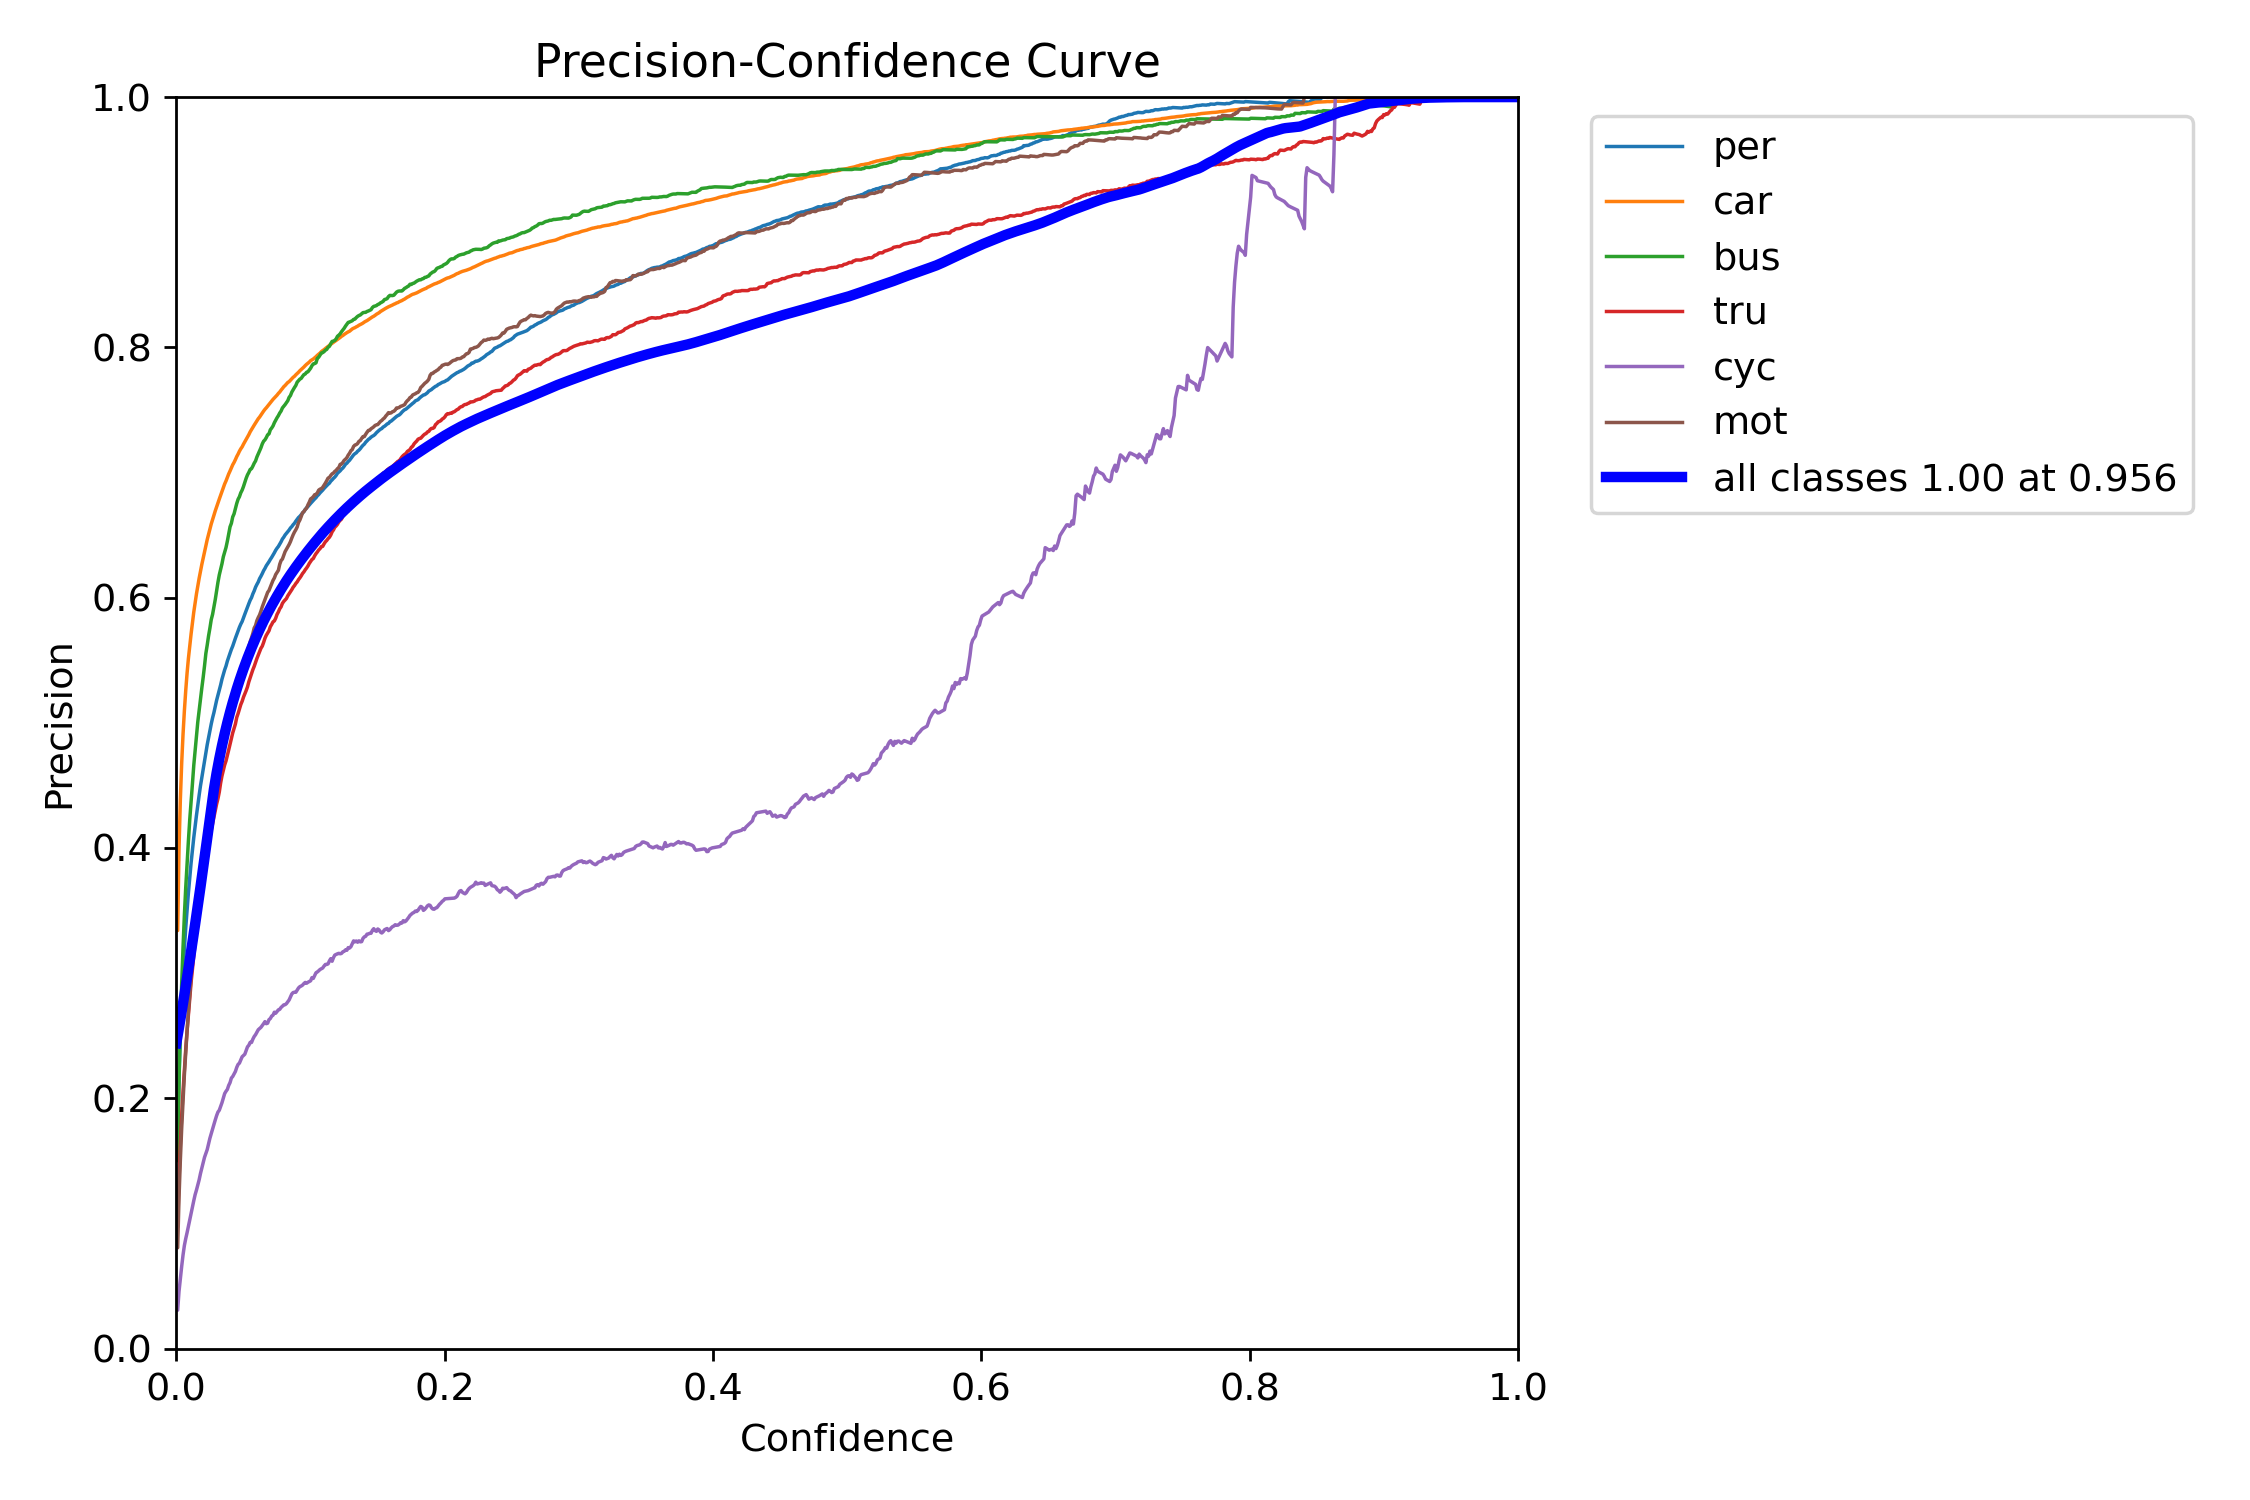 Precision-Confidence Curve
1.0
0.8
0.6
0.4
0.2
0.0
Precision
0.0 0.2 0.4 0.6 0.8 1.0
Confidence
per
car
bus
tru
cyc
mot
all classes 1.00 at 0.956